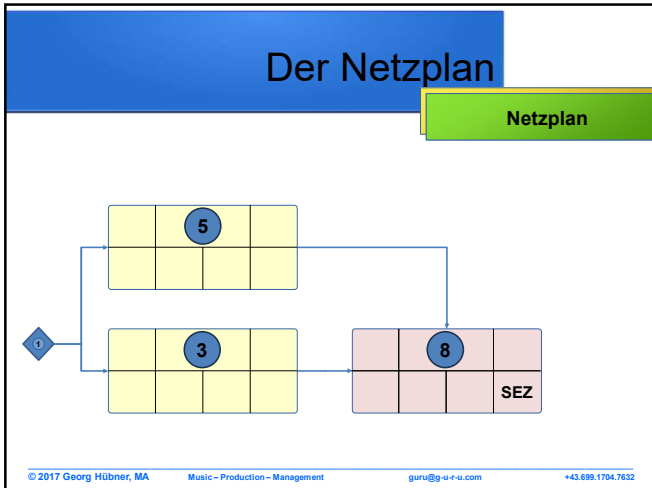 Der Netzplan
Netzplan
5
1
3
8
SEZ
© 2017 Georg Hübner, MA Music – Production – Management guru@g-u-r-u.com +43.699.1704.7632